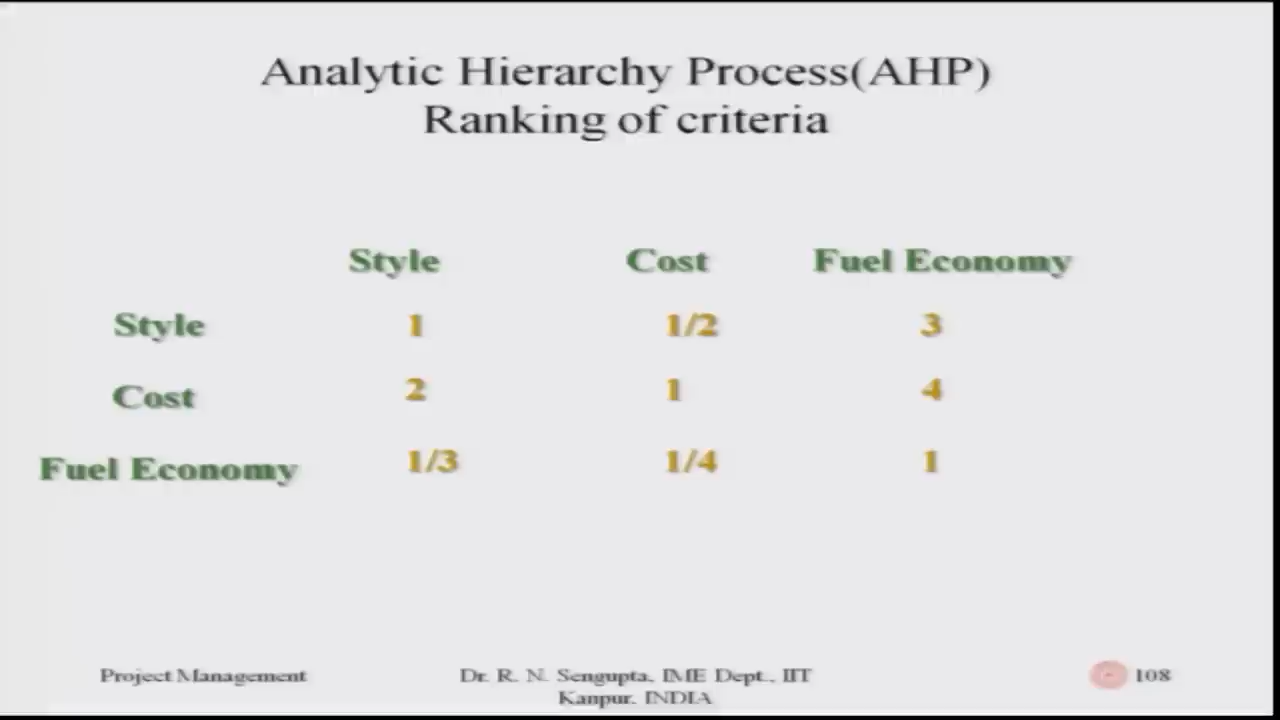 Analytic Hierarchy Process(AHP)
Ranking of criteria
Style Cost Fuel Economy
Style 1 1/2 3
Cost 2 1 4
Fuel Economy 1/3 1/4 1
Project Management
Dr. R. N. Sengupta, IME Dept., IIT
Kanpur, INDIA
108